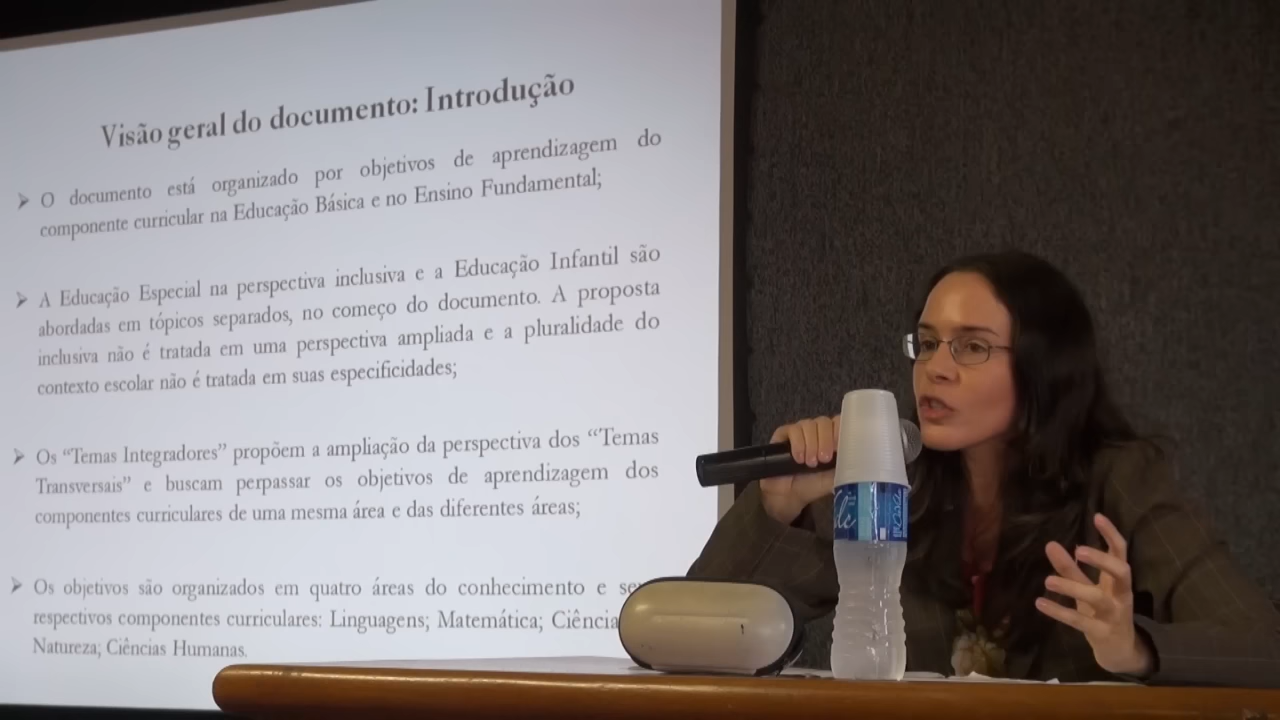 Visão geral do documento: Introdução
➤ O documento está organizado por objetivos de aprendizagem do
componente curricular na Educação Básica e no Ensino Fundamental;
➤ A Educação Especial na perspectiva inclusiva e a Educação Infantil são
abordadas em tópicos separados, no começo do documento. A proposta
inclusiva não é tratada em uma perspectiva ampliada e a pluralidade do
contexto escolar não é tratada em suas especificidades;
➤ Os “Temas Integradores” propõem a ampliação da perspectiva dos “Temas
Transversais” e buscam perpassar os objetivos de aprendizagem dos
componentes curriculares de uma mesma área e das diferentes áreas;
➤ Os objetivos são organizados em quatro áreas do conhecimento e
respectivos componentes curriculares: Linguagens; Matemática;
Natureza; Ciências Humanas.